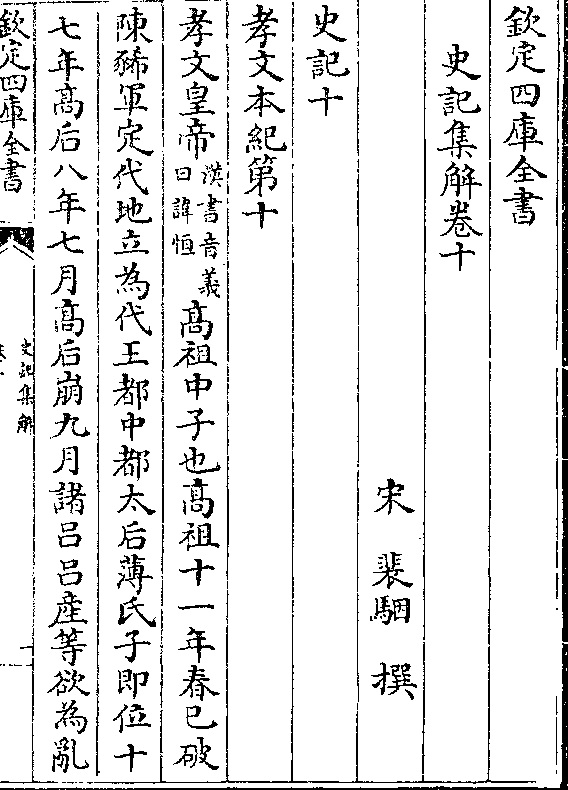 欽定四庫全書
史記集解卷十
宋 裴駰 撰
史記十
孝文本紀第十
孝文皇帝漢書音義曰諱恒高祖中子也高祖十一年春已破
陳豨軍定代地立為代王都中都太后薄氏子即位十
七年高后八年七月高后崩九月諸吕吕産等欲為亂
欽定四庫全書
史記集解